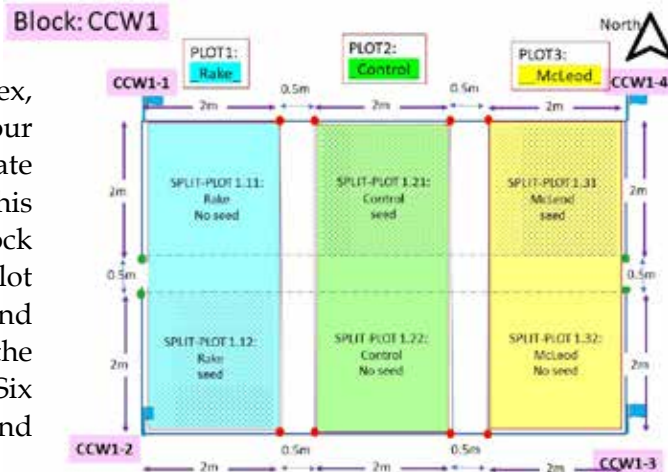 Block: CCW1
North
PLOT1:
Rake
PLOT2:
Control
PLOT3:
McLeod
CCW1-1
CCW1-4
0.5m
0.5m
2m
2m
2m
ex,
our
ate
his
ock
lot
nd
the
Six
nd
2m
SPLIT-PLOT 1.11:
Rake
No seed
SPLIT-PLOT 1.21:
Control
seed
SPLIT-PLOT 1.31
McLeod
seed
2m
0.5m
0.5m
2m
SPLIT-PLOT 1.12:
Rake
seed
SPLIT-PLOT 1.22:
Control
No seed
SPLIT-PLOT 1.32:
McLeod
No seed
2m
CCW1-2
0.5m
0.5m
CCW1-3
2m
2m
2m